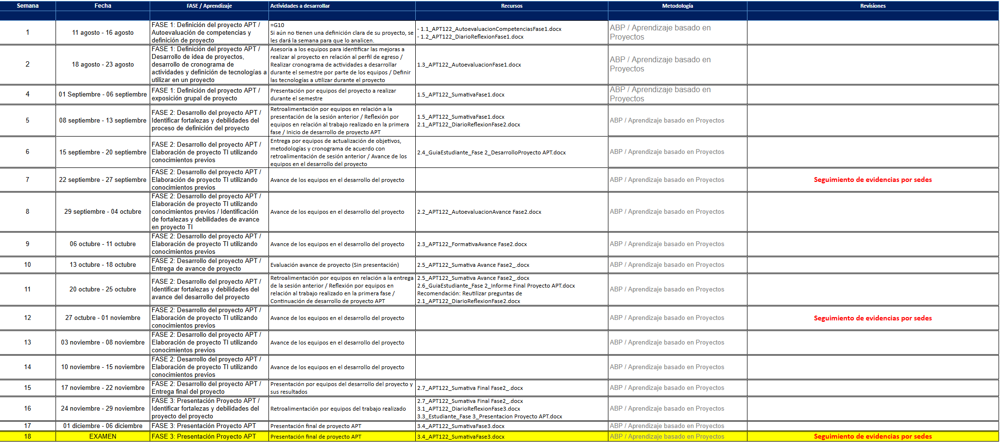 Semana Fecha FASE / Aprendizaje Actividades a desarrollar Recursos Metodología Revisiones
1
11 agosto - 16 agosto
FASE 1: Definición del proyecto APT /
Autoevaluación de competencias y
definición de proyecto
=G10
Si aún no tienen una definición clara de su proyecto, se
les dará la semana para que lo analicen.
- 1.1_APT122_AutoevaluacionCompetenciasFase1.docx
- 1.2_APT122_DiarioReflexionFase1.docx
ABP / Aprendizaje basado en
Proyectos
2
18 agosto - 23 agosto
FASE 1: Definición del proyecto APT /
Desarrollo de idea de proyectos,
desarrollo de cronograma de
actividades y definición de tecnologías a
utilizar en un proyecto
Asesoría a los equipos para identificar las mejoras a
realizar al proyecto en relación al perfil de egreso /
Realizar cronograma de actividades a desarrollar
durante el semestre por parte de los equipos / Definir
las tecnologías a utilizar durante el proyecto
1.3_APT122_AutoevaluacionFase1.docx
ABP / Aprendizaje basado en
Proyectos
4
01 Septiembre - 06 septiembre
FASE 1: Definición del proyecto APT /
exposición grupal de proyecto
Presentación por equipos del proyecto a realizar
durante el semestre
1.5_APT122_SumativaFase1.docx
ABP / Aprendizaje basado en
Proyectos
5
08 septiembre - 13 septiembre
FASE 2: Desarrollo del proyecto APT /
Identificar fortalezas y debilidades del
proceso de definición del proyecto
Retroalimentación por equipos en relación a la
presentación de la sesión anterior / Reflexión por
equipos en relación al trabajo realizado en la primera
fase / Inicio de desarrollo de proyecto APT
1.5_APT122_SumativaFase1.docx
2.1_APT122_DiarioReflexionFase2.docx
ABP / Aprendizaje basado en Proyectos
6
15 septiembre - 20 septiembre
FASE 2: Desarrollo del proyecto APT /
Elaboración de proyecto TI utilizando
conocimientos previos
Entrega por equipos de actualización de objetivos,
metodologías y cronograma de acuerdo con
retroalimentación de sesión anterior / Avance de los
equipos en el desarrollo del proyecto
2.4_GuiaEstudiante_Fase 2_DesarrolloProyecto APT.docx
ABP / Aprendizaje basado en Proyectos
7
22 septiembre - 27 septiembre
FASE 2: Desarrollo del proyecto APT /
Elaboración de proyecto TI utilizando
conocimientos previos
Avance de los equipos en el desarrollo del proyecto
ABP / Aprendizaje basado en Proyectos
Seguimiento de evidencias por sedes
8
29 septiembre - 04 octubre
FASE 2: Desarrollo del proyecto APT /
Elaboración de proyecto TI utilizando
conocimientos previos / Identificación
de fortalezas y debilidades de avance
en proyecto TI
Avance de los equipos en el desarrollo del proyecto
2.2_APT122_AutoevaluacionAvance Fase2.docx
ABP / Aprendizaje basado en Proyectos
9
06 octubre - 11 octubre
FASE 2: Desarrollo del proyecto APT /
Elaboración de proyecto TI utilizando
conocimientos previos
Avance de los equipos en el desarrollo del proyecto
2.3_APT122_FormativaAvance Fase2.docx
ABP / Aprendizaje basado en Proyectos
10
13 octubre - 18 octubre
FASE 2: Desarrollo del proyecto APT /
Entrega de avance de proyecto
Evaluación avance de proyecto (Sin presentación)
2.5_APT122_Sumativa Avance Fase2_.docx
ABP / Aprendizaje basado en Proyectos
11
20 octubre - 25 octubre
FASE 2: Desarrollo del proyecto APT /
Identificar fortalezas y debilidades del
avance del desarrollo del proyecto
Retroalimentación por equipos en relación a la entrega
de la sesión anterior / Reflexión por equipos en
relación al trabajo realizado en la primera fase /
Continuación de desarrollo de proyecto APT
2.5_APT122_Sumativa Avance Fase2_.docx
2.6_GuiaEstudiante_Fase 2_Informe Final Proyecto APT.docx
Recomendación: Reutilizar preguntas de
2.1_APT122_DiarioReflexionFase2.docx
ABP / Aprendizaje basado en Proyectos
12
27 octubre - 01 noviembre
FASE 2: Desarrollo del proyecto APT /
Elaboración de proyecto TI utilizando
conocimientos previos
Avance de los equipos en el desarrollo del proyecto
ABP / Aprendizaje basado en Proyectos
Seguimiento de evidencias por sedes
13
03 noviembre - 08 noviembre
FASE 2: Desarrollo del proyecto APT /
Elaboración de proyecto TI utilizando
conocimientos previos
Avance de los equipos en el desarrollo del proyecto
ABP / Aprendizaje basado en Proyectos
14
10 noviembre - 15 noviembre
FASE 2: Desarrollo del proyecto APT /
Elaboración de proyecto TI utilizando
conocimientos previos
Avance de los equipos en el desarrollo del proyecto
ABP / Aprendizaje basado en Proyectos
15
17 noviembre - 22 noviembre
FASE 2: Desarrollo del proyecto APT /
Entrega final del proyecto
Presentación por equipos del desarrollo del proyecto y
sus resultados
2.7_APT122_Sumativa Final Fase2_.docx
ABP / Aprendizaje basado en Proyectos
16
24 noviembre - 29 noviembre
FASE 3: Presentación Proyecto APT /
Identificar fortalezas y debilidades del
proyecto del proyecto
Retroalimentación por equipos del trabajo realizado
2.7_APT122_Sumativa Final Fase2_.docx
3.1_APT122_DiarioReflexionFase3.docx
3.3_Estudiante_Fase 3_Presentacion Proyecto APT.docx
ABP / Aprendizaje basado en Proyectos
17
01 diciembre - 06 diciembre
FASE 3: Presentación Proyecto APT
Presentación final de proyecto APT
3.4_APT122_SumativaFase3.docx
ABP / Aprendizaje basado en Proyectos
18
EXAMEN
FASE 3: Presentación Proyecto APT
Presentación final de proyecto APT
3.4_APT122_SumativaFase3.docx
ABP / Aprendizaje basado en Proyectos
Seguimiento de evidencias por sedes